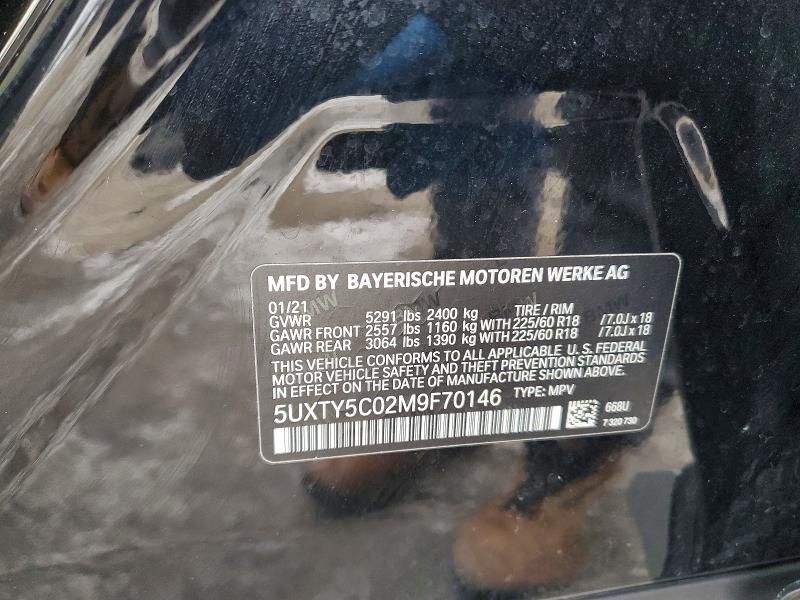 MFD BY BAYERISCHE MOTOREN WERKE AG
01/21 TIRE / RIM
GVWR 5291 lbs 2400 kg
GAWR FRONT 2557 lbs 1160 kg WITH 225/60 R18 /7.0J x 18
GAWR REAR 3064 lbs 1390 kg WITH 225/60 R18 /7.0J x 18
THIS VEHICLE CONFORMS TO ALL APPLICABLE U.S. FEDERAL
MOTOR VEHICLE SAFETY AND THEFT PREVENTION STANDARDS
IN EFFECT ON THE DATE OF MANUFACTURE SHOWN ABOVE.
5UXTY5C02M9F70146 TYPE: MPV
668U
7 320 730